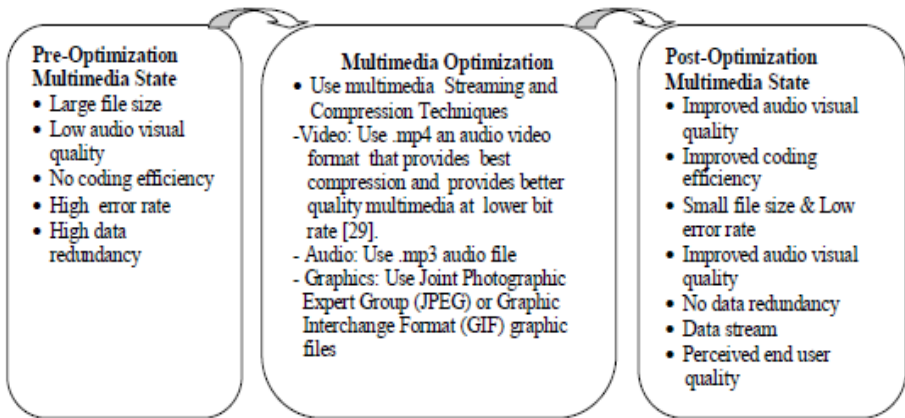 Pre-Optimization
Multimedia State
• Large file size
• Low audio visual
quality
• No coding efficiency
• High error rate
• High data
redundancy
Multimedia Optimization
• Use multimedia Streaming and
Compression Techniques
-Video: Use .mp4 an audio video
format that provides best
compression and provides better
quality multimedia at lower bit
rate [29].
- Audio: Use .mp3 audio file
- Graphics: Use Joint Photographic
Expert Group (JPEG) or Graphic
Interchange Format (GIF) graphic
files
Post-Optimization
Multimedia State
• Improved audio visual
quality
• Improved coding
efficiency
• Small file size & Low
error rate
• Improved audio visual
quality
• No data redundancy
• Data stream
• Perceived end user
quality